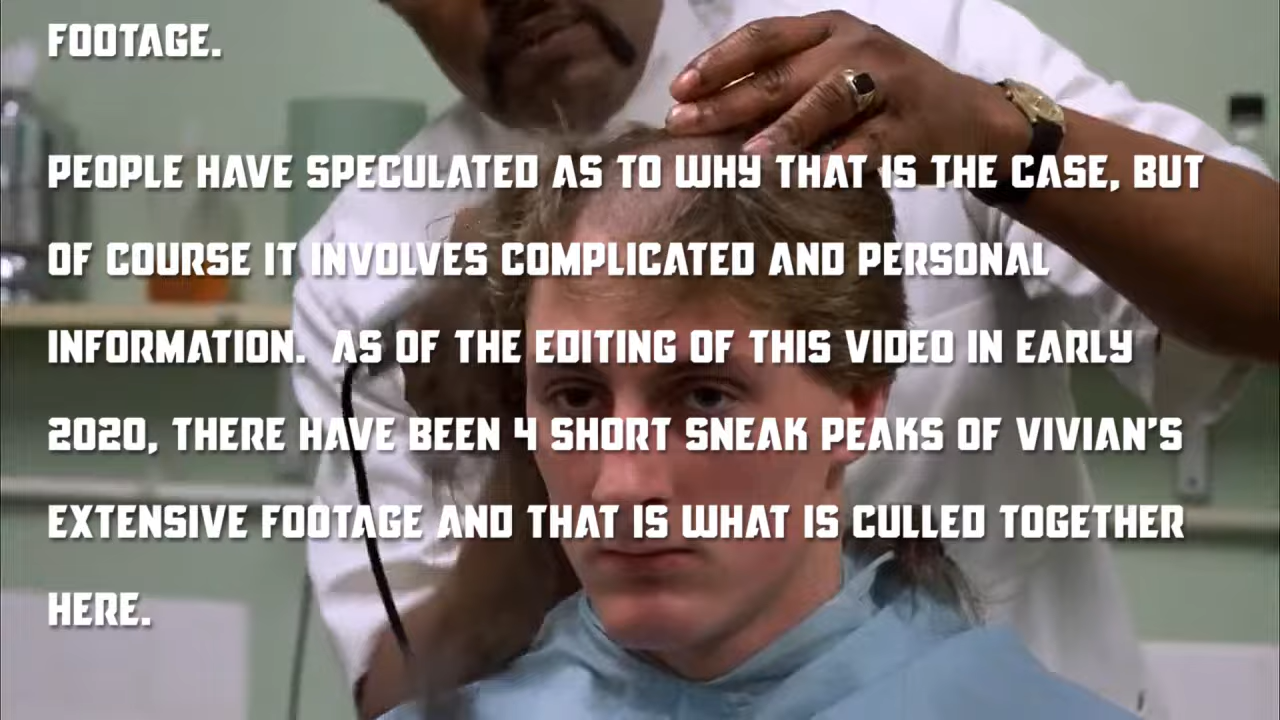 FOOTAGE.
PEOPLE HAVE SPECULATED AS TO WHY THAT IS THE CASE, BUT
OF COURSE IT INVOLVES COMPLICATED AND PERSONAL
INFORMATION.  AS OF THE EDITING OF THIS VIDEO IN EARLY
2020, THERE HAVE BEEN 4 SHORT SNEAK PEAKS OF VIVIAN'S
EXTENSIVE FOOTAGE AND THAT IS WHAT IS CULLED TOGETHER
HERE.